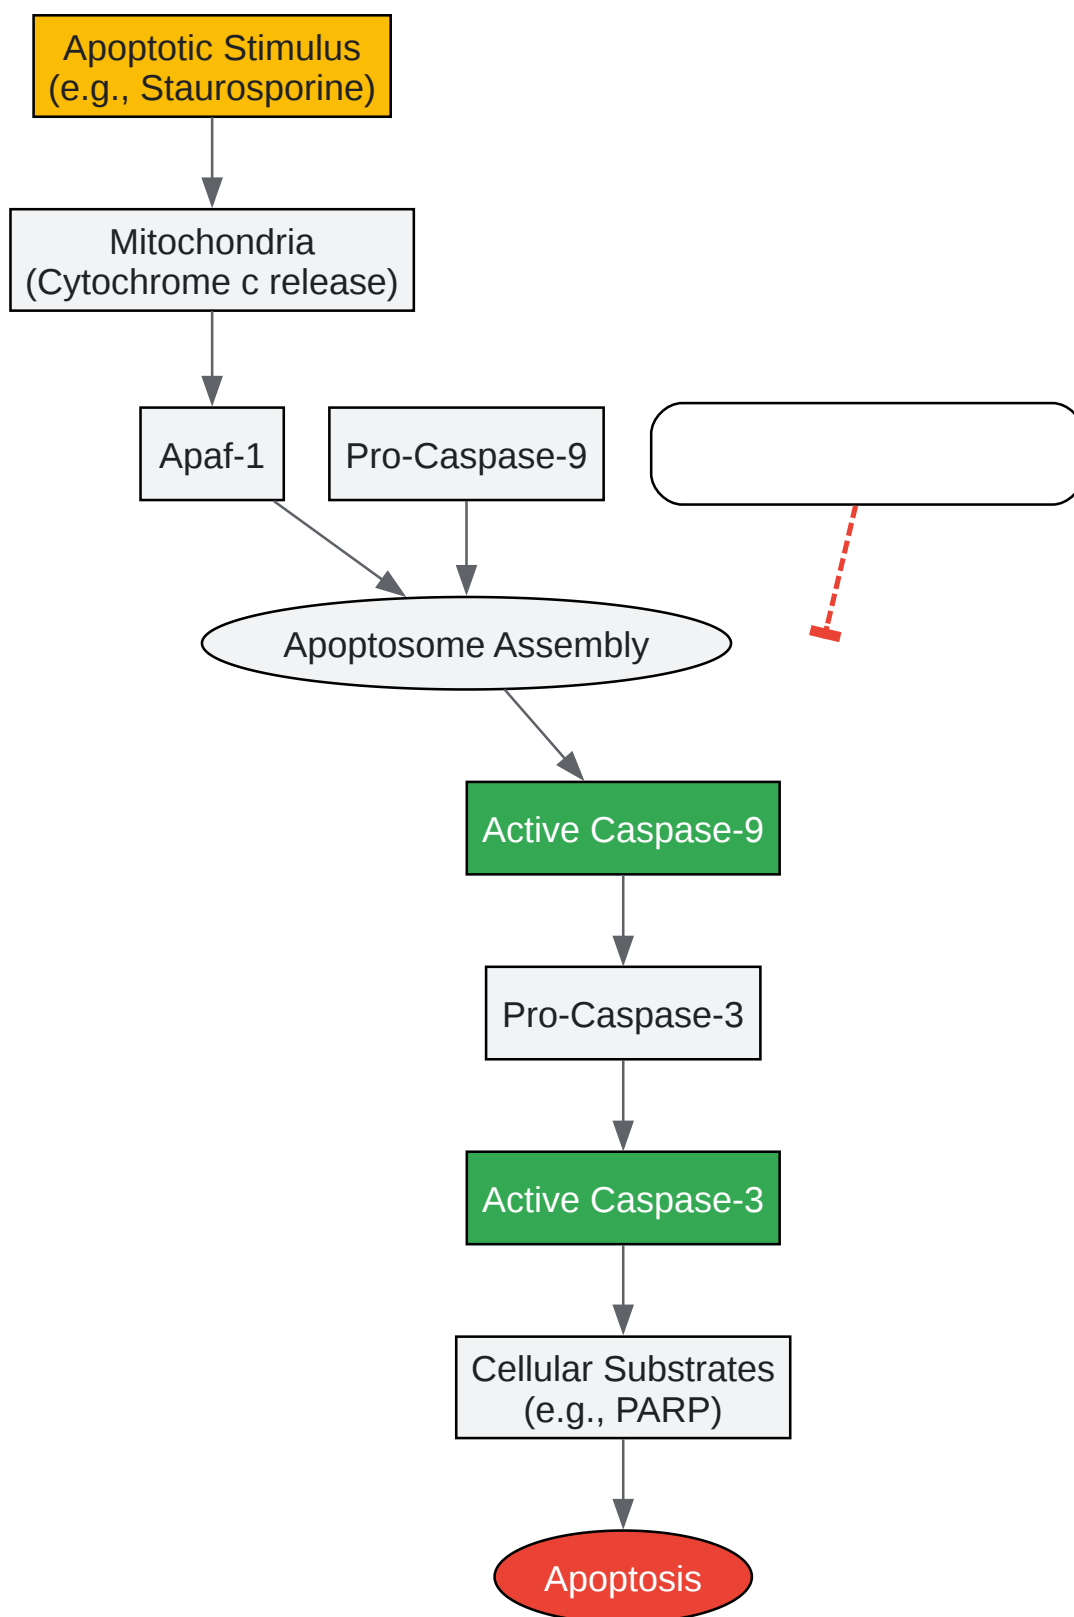 Apoptotic Stimulus
(e.g., Staurosporine)
Mitochondria
(Cytochrome c release)
Apaf-1
Pro-Caspase-9
Apoptosome Assembly
Active Caspase-9
Pro-Caspase-3
Active Caspase-3
Cellular Substrates
(e.g., PARP)
Apoptosis